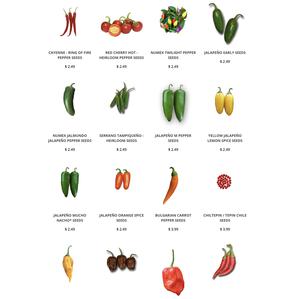 CAYENNE : RING OF FIRE
PEPPER SEEDS
$ 2.49
RED CHERRY HOT -
HEIRLOOM PEPPER SEEDS
$ 2.49
NUMEX TWILIGHT PEPPER
SEEDS
$ 2.49
JALAPEÑO EARLY SEEDS
$ 2.49
NUMEX JALMUNDO
JALAPEÑO PEPPER SEEDS
$ 2.49
SERRANO TAMPIQUEÑO :
HEIRLOOM SEEDS
$ 2.49
JALAPEÑO M PEPPER
SEEDS
$ 2.49
YELLOW JALAPEÑO
LEMON SPICE SEEDS
$ 2.49
JALAPEÑO MUCHO
NACHO® SEEDS
$ 2.49
JALAPEÑO ORANGE SPICE
SEEDS
$ 2.49
BULGARIAN CARROT
PEPPER SEEDS
$ 3.99
CHILTEPIN / TEPIN CHILE
SEEDS
$ 3.99